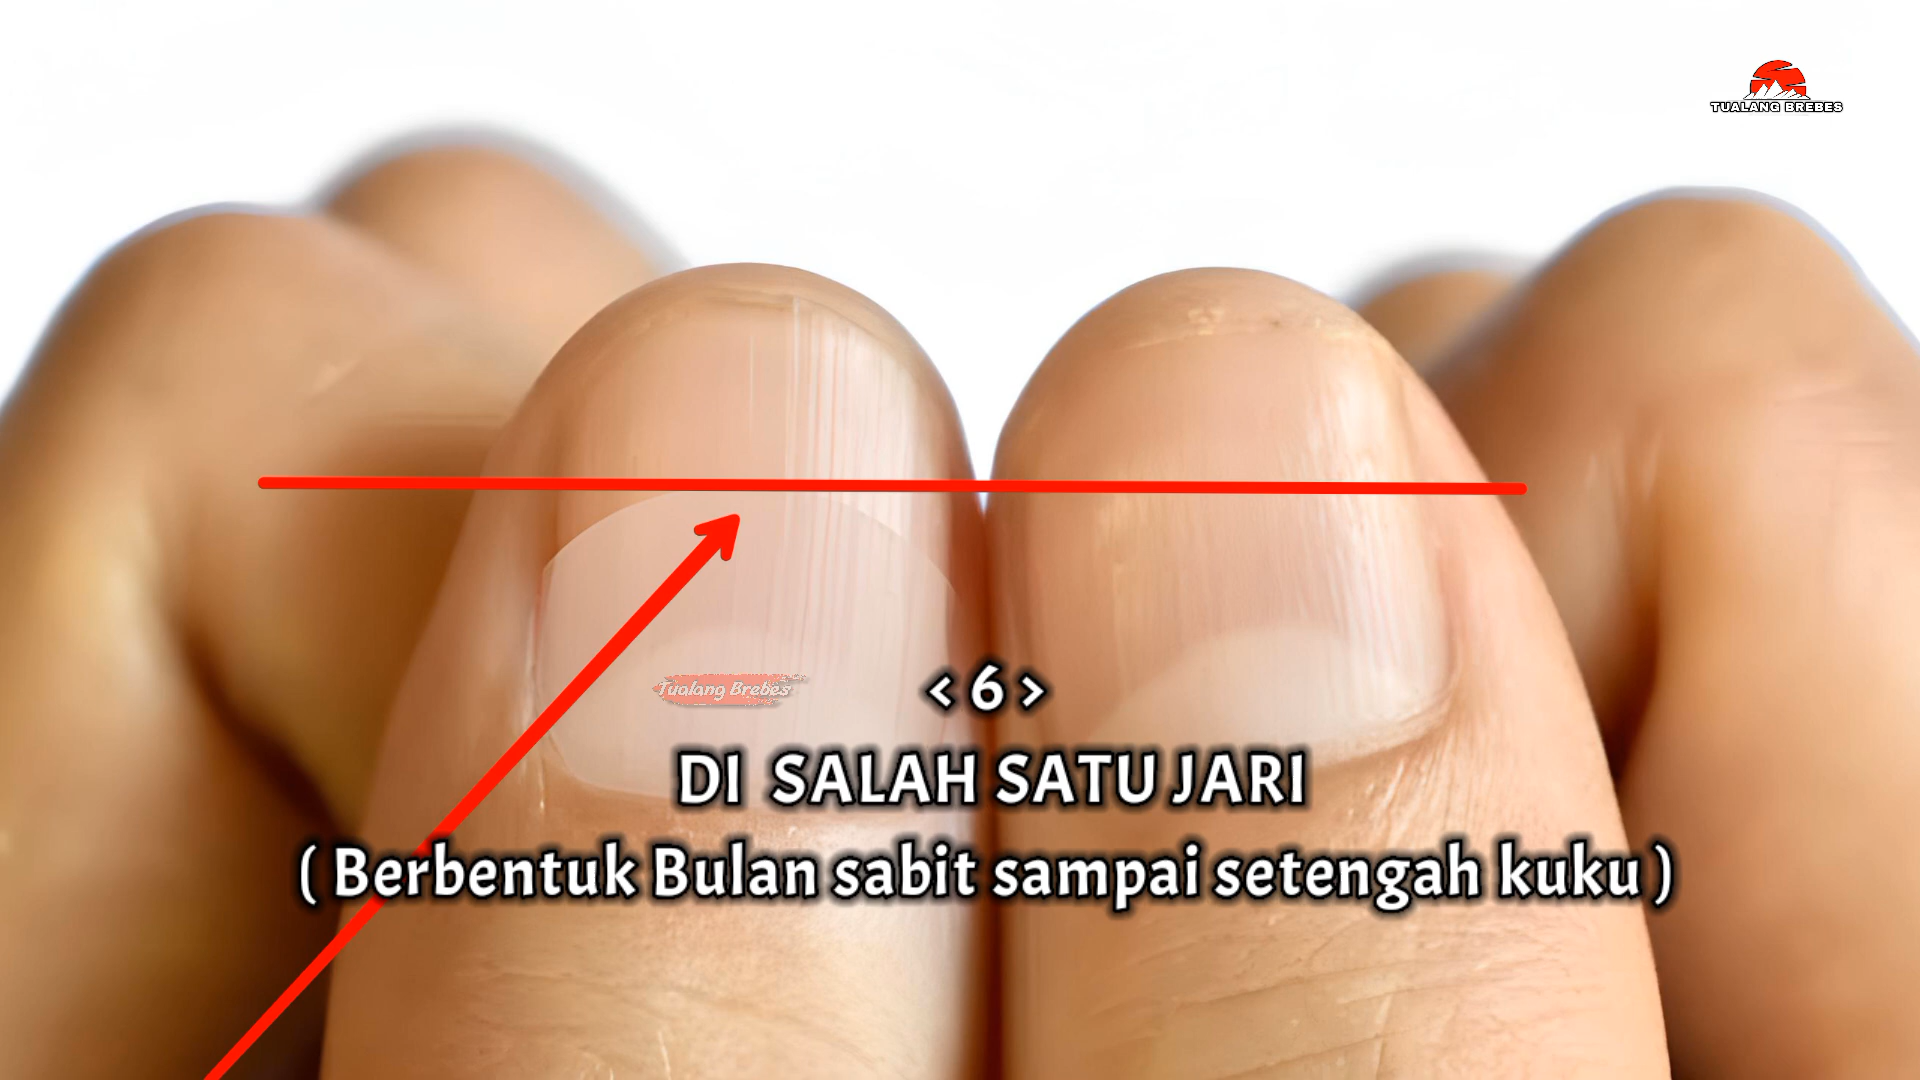 TUALANG BREBES
Tualang Brebes
< 6 >
DI SALAH SATU JARI
( Berbentuk Bulan sabit sampai setengah kuku )